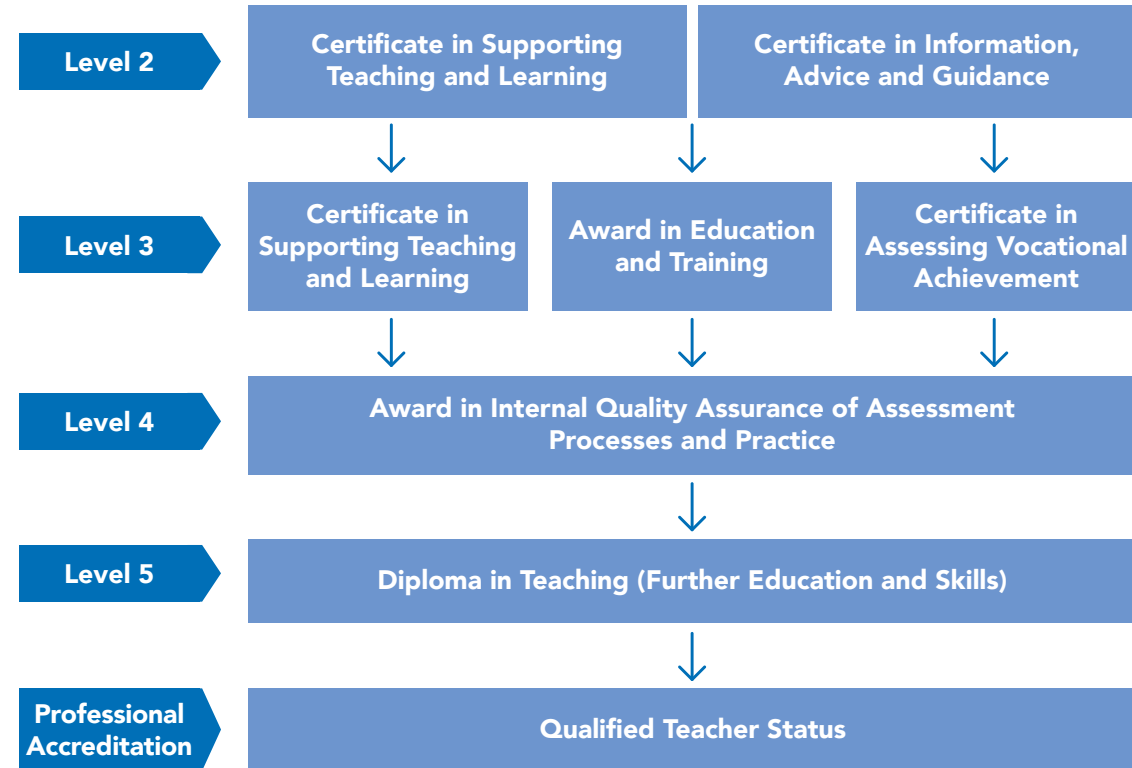 Level 2
Certificate in Supporting
Teaching and Learning
Certificate in Information,
Advice and Guidance
Level 3
Certificate in
Supporting Teaching
and Learning
Award in Education
and Training
Certificate in
Assessing Vocational
Achievement
Level 4
Award in Internal Quality Assurance of Assessment
Processes and Practice
Level 5
Diploma in Teaching (Further Education and Skills)
Professional
Accreditation
Qualified Teacher Status